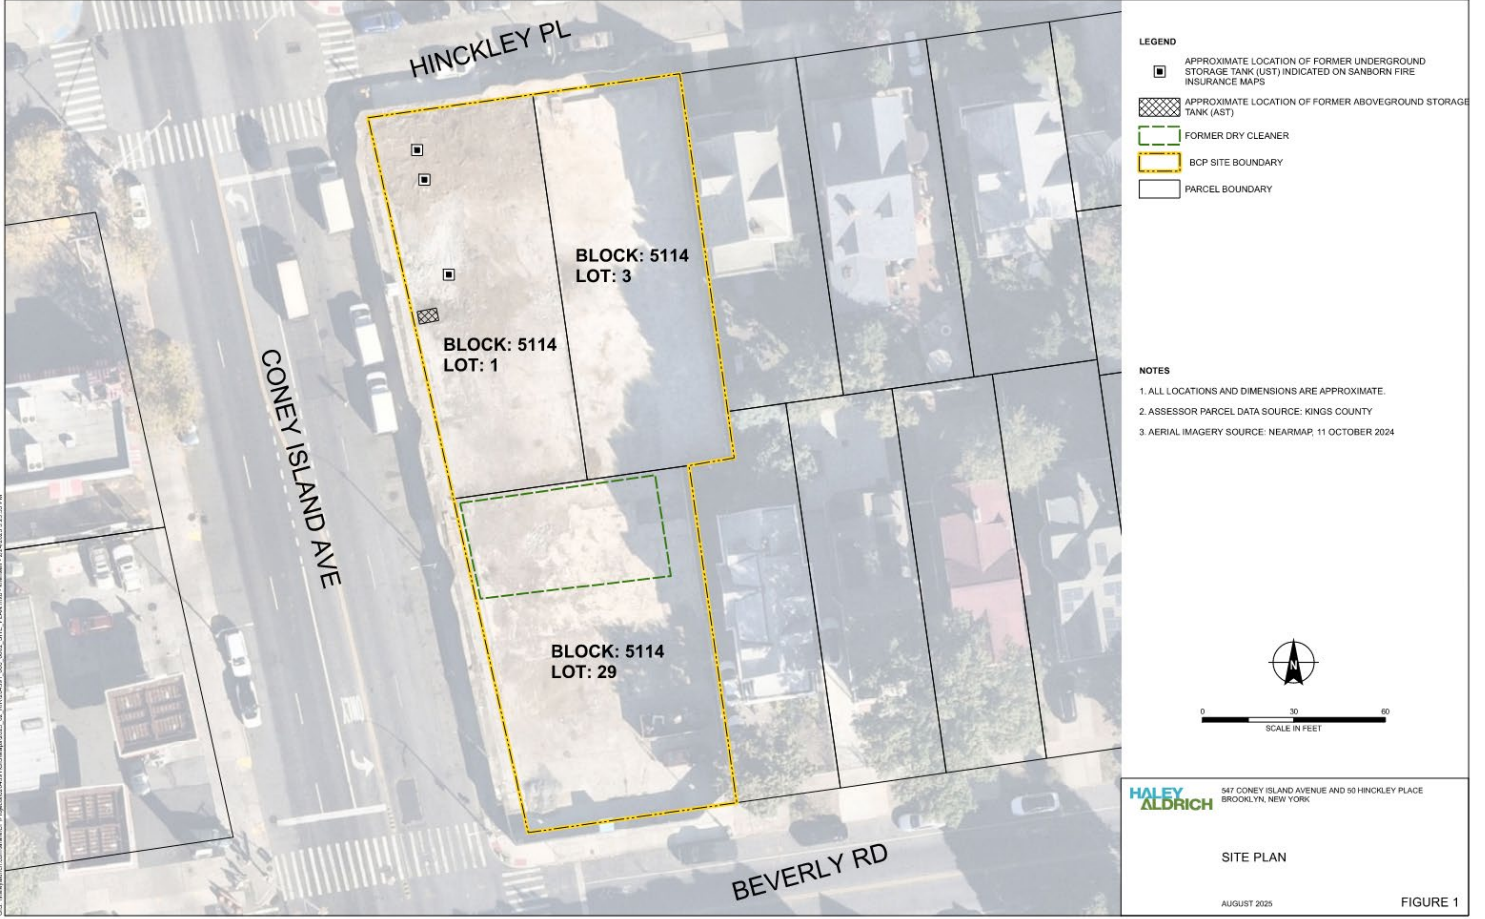 HINCKLEY PL
BLOCK: 5114
LOT: 3
BLOCK: 5114
LOT: 1
CONEY ISLAND AVE
BLOCK: 5114
LOT: 29
BEVERLY RD
LEGEND
APPROXIMATE LOCATION OF FORMER UNDERGROUND
STORAGE TANK (UST) INDICATED ON SANBORN FIRE
INSURANCE MAPS
APPROXIMATE LOCATION OF FORMER ABOVEGROUND STORAGE
TANK (AST)
FORMER DRY CLEANER
BCP SITE BOUNDARY
PARCEL BOUNDARY
NOTES
1. ALL LOCATIONS AND DIMENSIONS ARE APPROXIMATE.
2. ASSESSOR PARCEL DATA SOURCE: KINGS COUNTY
3. AERIAL IMAGERY SOURCE: NEARMAP, 11 OCTOBER 2024
N
0 30 60
SCALE IN FEET
HALEY
ALDRICH
547 CONEY ISLAND AVENUE AND 50 HINCKLEY PLACE
BROOKLYN, NEW YORK
SITE PLAN
AUGUST 2025
FIGURE 1